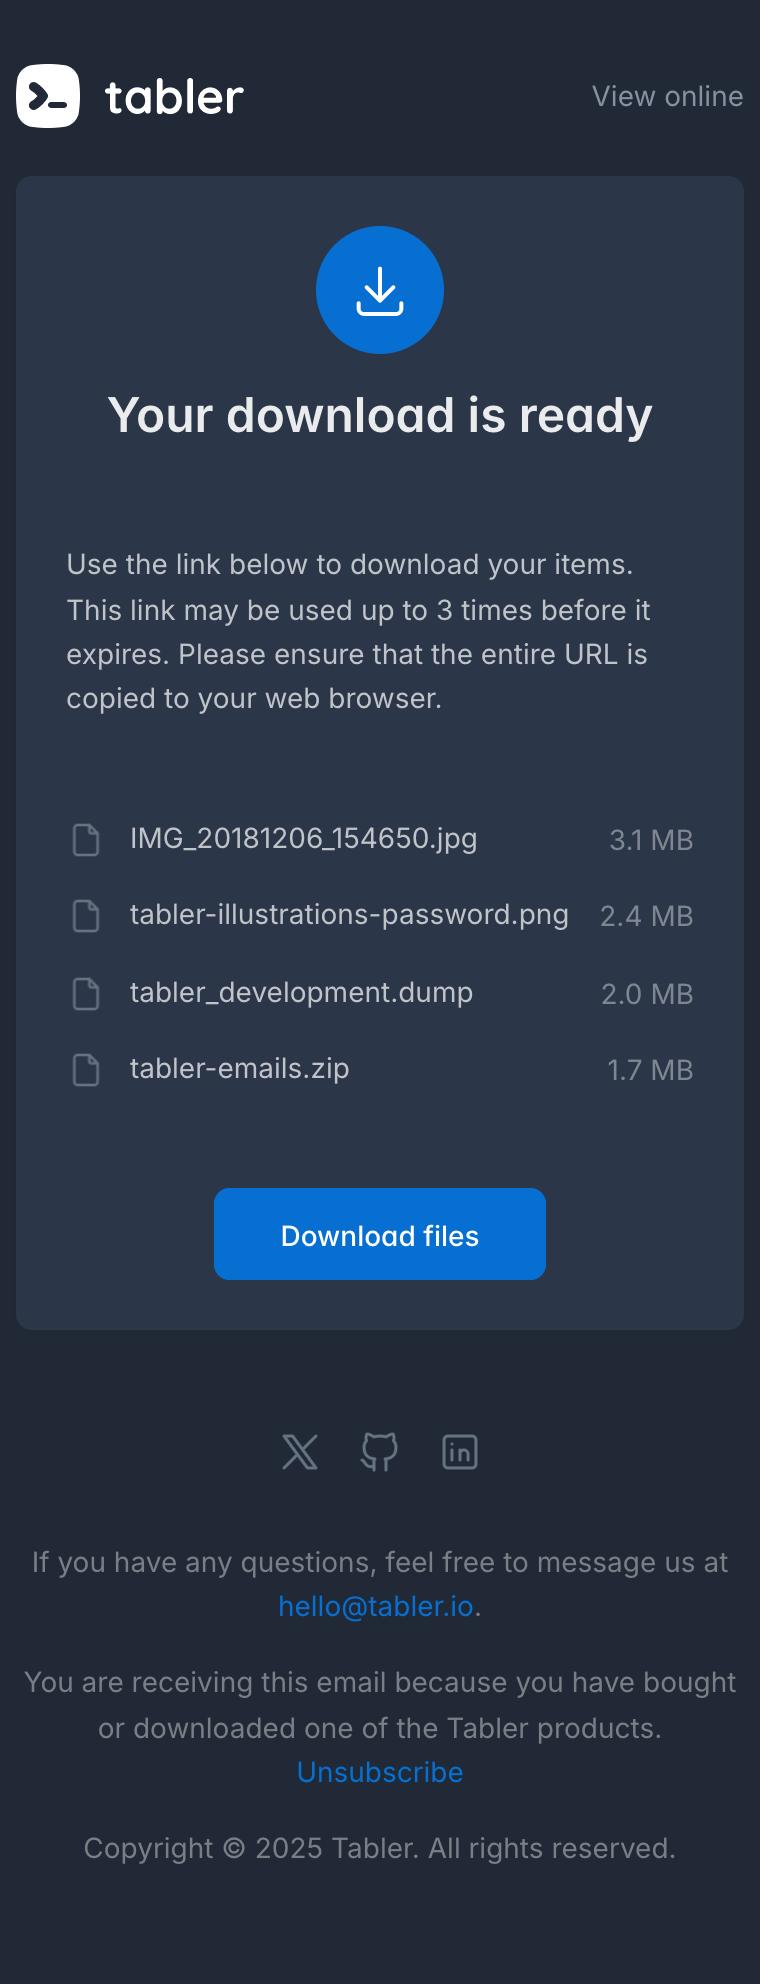 tabler
View online
Your download is ready
Use the link below to download your items.
This link may be used up to 3 times before it
expires. Please ensure that the entire URL is
copied to your web browser.
IMG_20181206_154650.jpg 3.1 MB
tabler-illustrations-password.png 2.4 MB
tabler_development.dump 2.0 MB
tabler-emails.zip 1.7 MB
Download files
If you have any questions, feel free to message us at
hello@tabler.io.
You are receiving this email because you have bought
or downloaded one of the Tabler products.
Unsubscribe
Copyright © 2025 Tabler. All rights reserved.